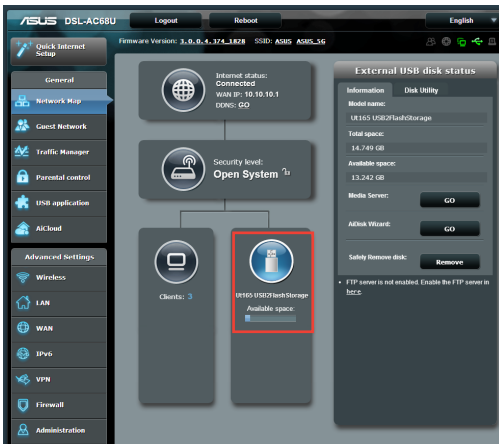 ASUS DSL-AC68U
Logout
Reboot
English
Quick Internet
Setup
Firmware Version: 3.0.0.4.374_1828 SSID: ASUS ASUS_5G
General
Network Map
Guest Network
Traffic Manager
Parental control
USB application
AiCloud
Advanced Settings
Wireless
LAN
WAN
IPv6
VPN
Firewall
Administration
Internet status:
Connected
WAN IP: 10.10.10.1
DDNS: GO
Security level:
Open System
Clients: 3
Ut165 USB2FlashStorage
Available space:
External USB disk status
Information
Disk Utility
Model name:
Ut165 USB2FlashStorage
Total space:
14.749 GB
Available space:
13.242 GB
Media Server:
GO
AiDisk Wizard:
GO
Safely Remove disk:
Remove
• FTP server is not enabled. Enable the FTP server in
here.